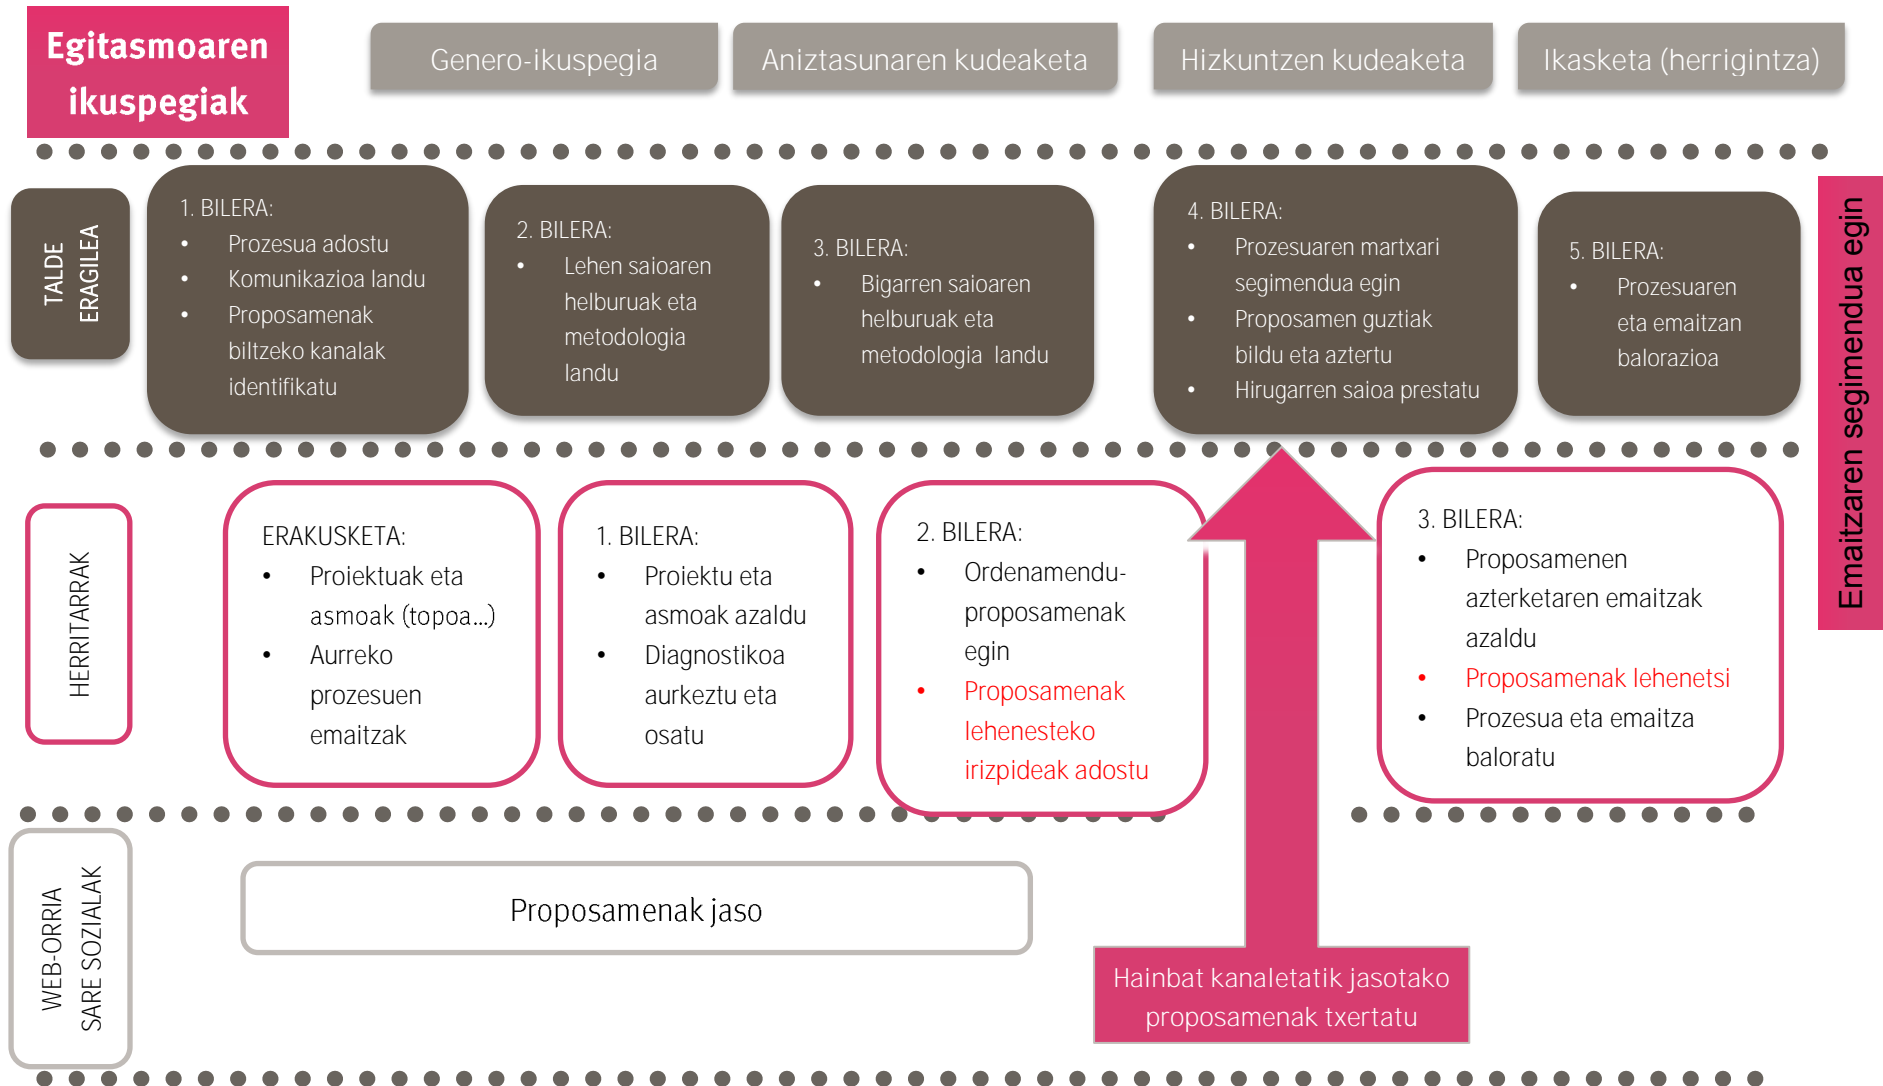 Egitasmoaren
ikuspegiak
Genero-ikuspegia
Aniztasunaren kudeaketa
Hizkuntzen kudeaketa
Ikasketa (herrigintza)
TALDE
ERAGILEA
1. BILERA:
• Prozesua adostu
• Komunikazioa landu
• Proposamenak
biltzeko kanalak
identifikatu
2. BILERA:
• Lehen saioaren
helburuak eta
metodologia
landu
3. BILERA:
• Bigarren saioaren
helburuak eta
metodologia landu
4. BILERA:
• Prozesuaren martxari
segimendua egin
• Proposamen guztiak
bildu eta aztertu
• Hirugarren saioa prestatu
5. BILERA:
• Prozesuaren
eta emaitzan
balorazioa
Emaitzaren segimendua egin
HERRITARRAK
ERAKUSKETA:
• Proiektuak eta
asmoak (topoa...)
• Aurreko
prozesuen
emaitzak
1. BILERA:
• Proiektu eta
asmoak azaldu
• Diagnostikoa
aurkeztu eta
osatu
2. BILERA:
• Ordenamendu-
proposamenak
egin
• Proposamenak
lehenesteko
irizpideak adostu
3. BILERA:
• Proposamenen
azterketaren emaitzak
azaldu
• Proposamenak lehenetsi
• Prozesua eta emaitza
baloratu
WEB-ORRIA
SARE SOZIALAK
Proposamenak jaso
Hainbat kanaletatik jasotako
proposamenak txertatu